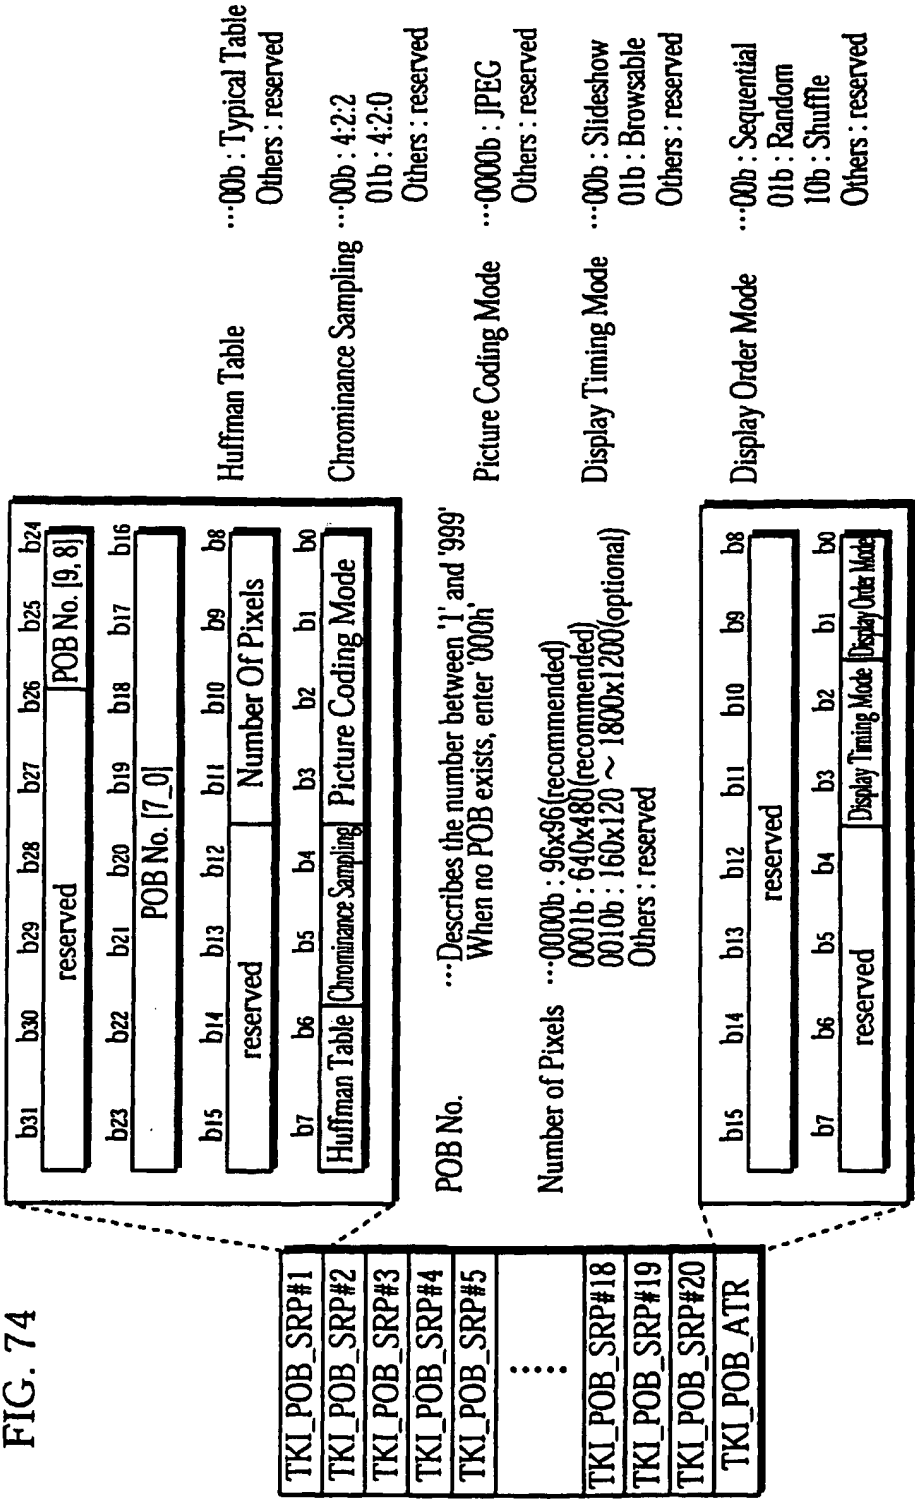 FIG. 74
TKI_POB_SRP#1
TKI_POB_SRP#2
TKI_POB_SRP#3
TKI_POB_SRP#4
TKI_POB_SRP#5
......
TKI_POB_SRP#18
TKI_POB_SRP#19
TKI_POB_SRP#20
TKI_POB_ATR
b31 b30 b29 b28 b27 b26 b25 b24
reserved POB No. [9, 8]
b23 b22 b21 b20 b19 b18 b17 b16
POB No. [7_0]
b15 b14 b13 b12 b11 b10 b9 b8
reserved Number Of Pixels
b7 b6 b5 b4 b3 b2 b1 b0
Huffman Table Chrominance Sampling Picture Coding Mode
POB No. ...Describes the number between '1' and '999'
When no POB exists, enter '000h'
Number of Pixels ...0000b : 96x96(recommended)
0001b : 640x480(recommended)
0010b : 160x120 ~ 1800x1200(optional)
Others : reserved
b15 b14 b13 b12 b11 b10 b9 b8
reserved
b7 b6 b5 b4 b3 b2 b1 b0
reserved Display Timing Mode Display Order Mode
Huffman Table ...00b : Typical Table
Others : reserved
Chrominance Sampling ...00b : 4:2:2
01b : 4:2:0
Others : reserved
Picture Coding Mode ...0000b : JPEG
Others : reserved
Display Timing Mode ...00b : Slideshow
01b : Browsable
Others : reserved
Display Order Mode ...00b : Sequential
01b : Random
10b : Shuffle
Others : reserved